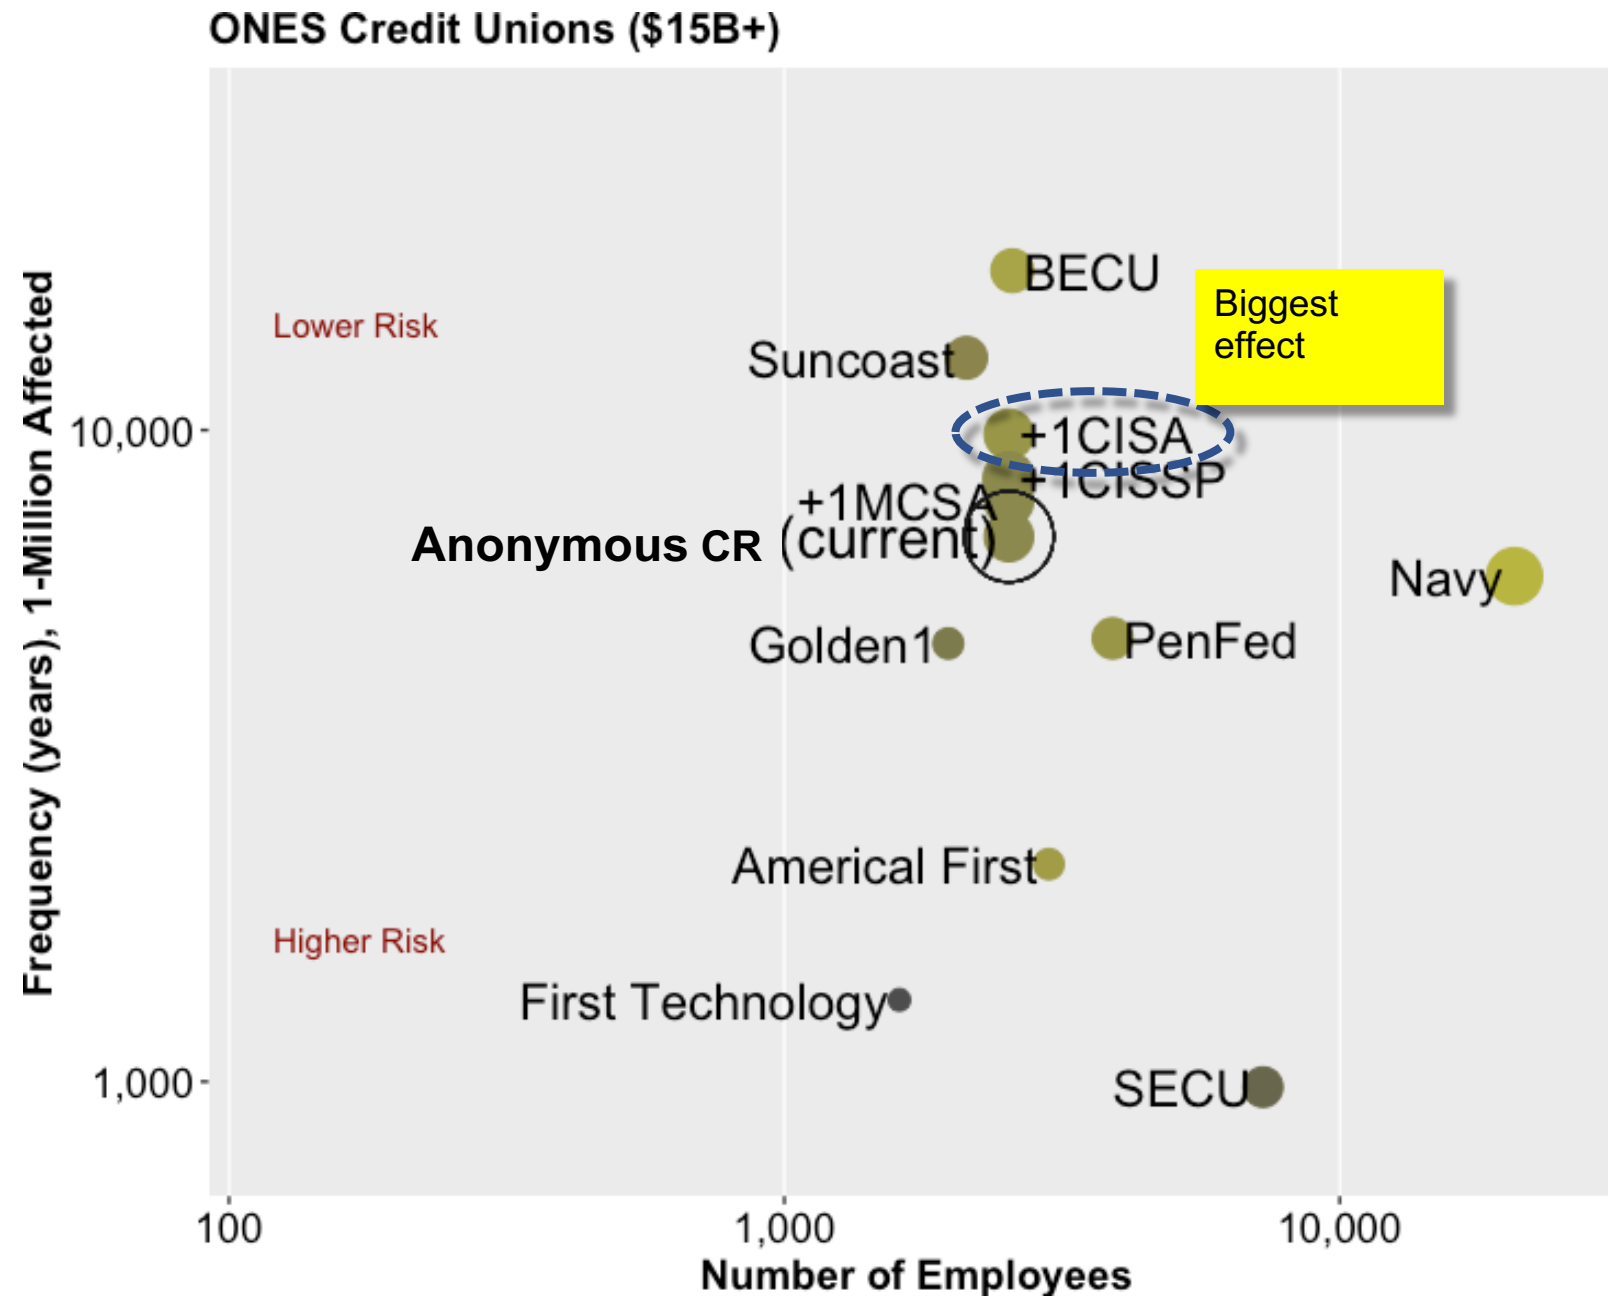 ONES Credit Unions ($15B+)
Frequency (years), 1-Million Affected
10,000
1,000
Lower Risk
Higher Risk
BECU
Biggest
effect
Suncoast
+1CISA
+1CISSP
+1MCSA
Anonymous CR (current)
Navy
Golden1
PenFed
Americal First
First Technology
SECU
100
1,000
10,000
Number of Employees